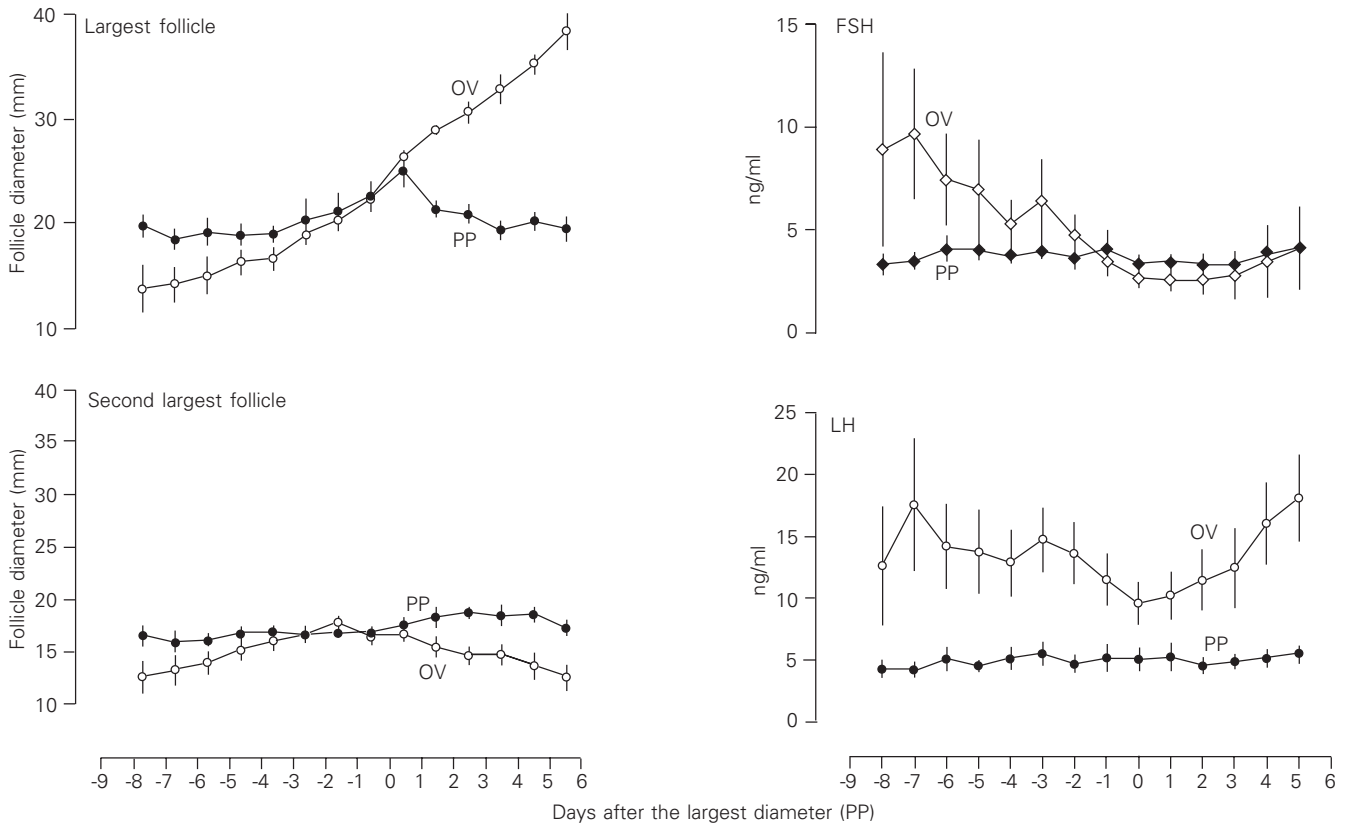 Largest follicle
Follicle diameter (mm)
40
30
20
10
OV
PP
FSH
ng/ml
15
10
5
0
OV
PP
Second largest follicle
Follicle diameter (mm)
40
35
30
25
20
15
10
PP
OV
-9 -8 -7 -6 -5 -4 -3 -2 -1 0 1 2 3 4 5 6
LH
ng/ml
25
20
15
10
5
0
OV
PP
-9 -8 -7 -6 -5 -4 -3 -2 -1 0 1 2 3 4 5 6
Days after the largest diameter (PP)